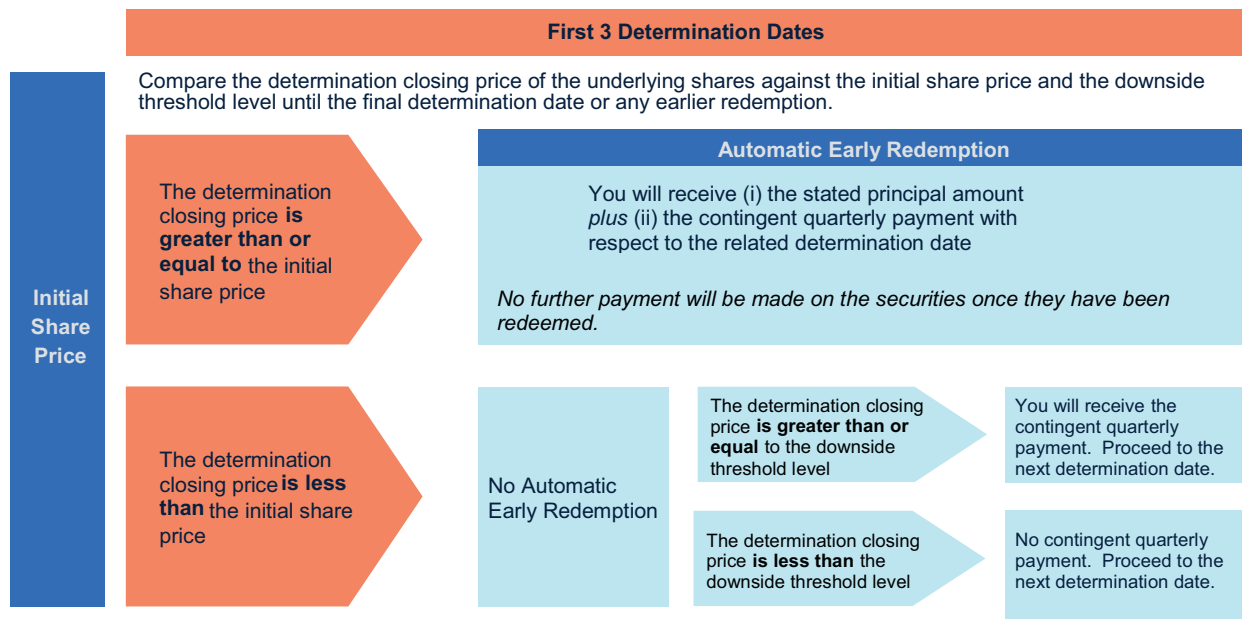 First 3 Determination Dates
Compare the determination closing price of the underlying shares against the initial share price and the downside
threshold level until the final determination date or any earlier redemption.
Initial
Share
Price
The determination
closing price is
greater than or
equal to the initial
share price
Automatic Early Redemption
You will receive (i) the stated principal amount
plus (ii) the contingent quarterly payment with
respect to the related determination date
No further payment will be made on the securities once they have been
redeemed.
The determination
closing price is less
than the initial share
price
No Automatic
Early Redemption
The determination closing
price is greater than or
equal to the downside
threshold level
You will receive the
contingent quarterly
payment.  Proceed to the
next determination date.
The determination closing
price is less than the
downside threshold level
No contingent quarterly
payment.  Proceed to the
next determination date.